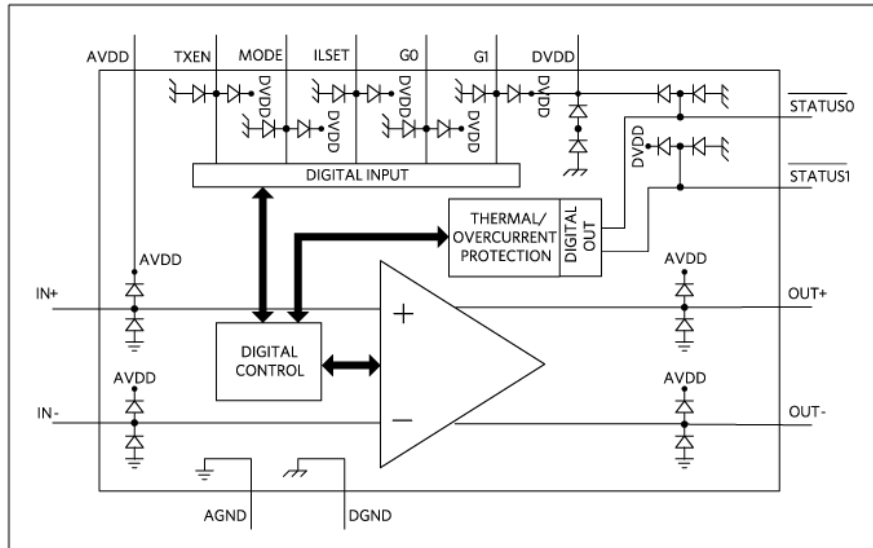 AVDD
TXEN
MODE
ILSET
G0
G1
DVDD
DVDD
DVDD
DVDD
DVDD
DVDD
DVDD
STATUS0
STATUS1
DIGITAL INPUT
THERMAL/
OVERCURRENT
PROTECTION
DIGITAL
OUT
AVDD
AVDD
IN+
OUT+
+
DIGITAL
CONTROL
AVDD
AVDD
IN-
OUT-
−
AGND
DGND